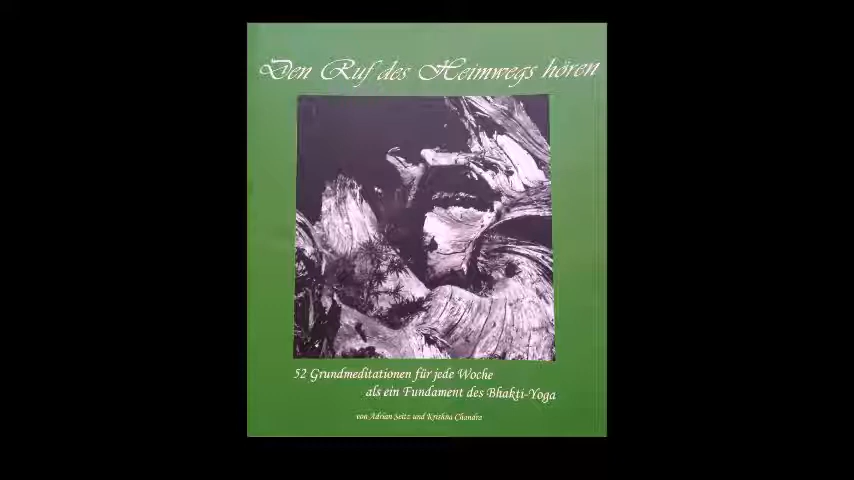 Den Ruf des Heimwegs hören
52 Grundmeditationen für jede Woche
als ein Fundament des Bhakti-Yoga
von Adrian Seitz und Krishna Chandra